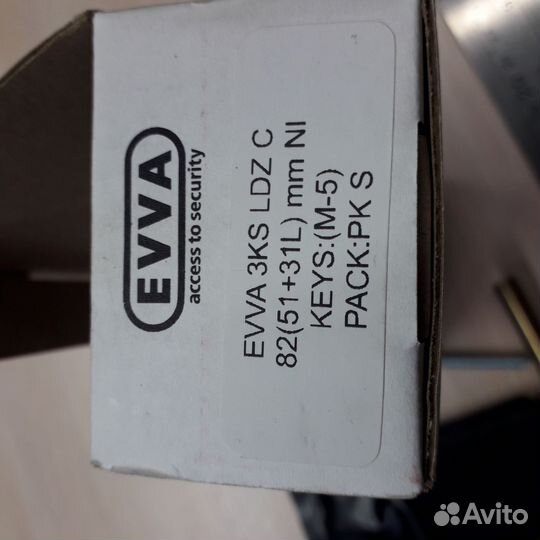 EVVA
access to security
EVVA 3KS LDZ C
82(51+31L) mm NI
KEYS:(M-5)
PACK:PK S
Avito